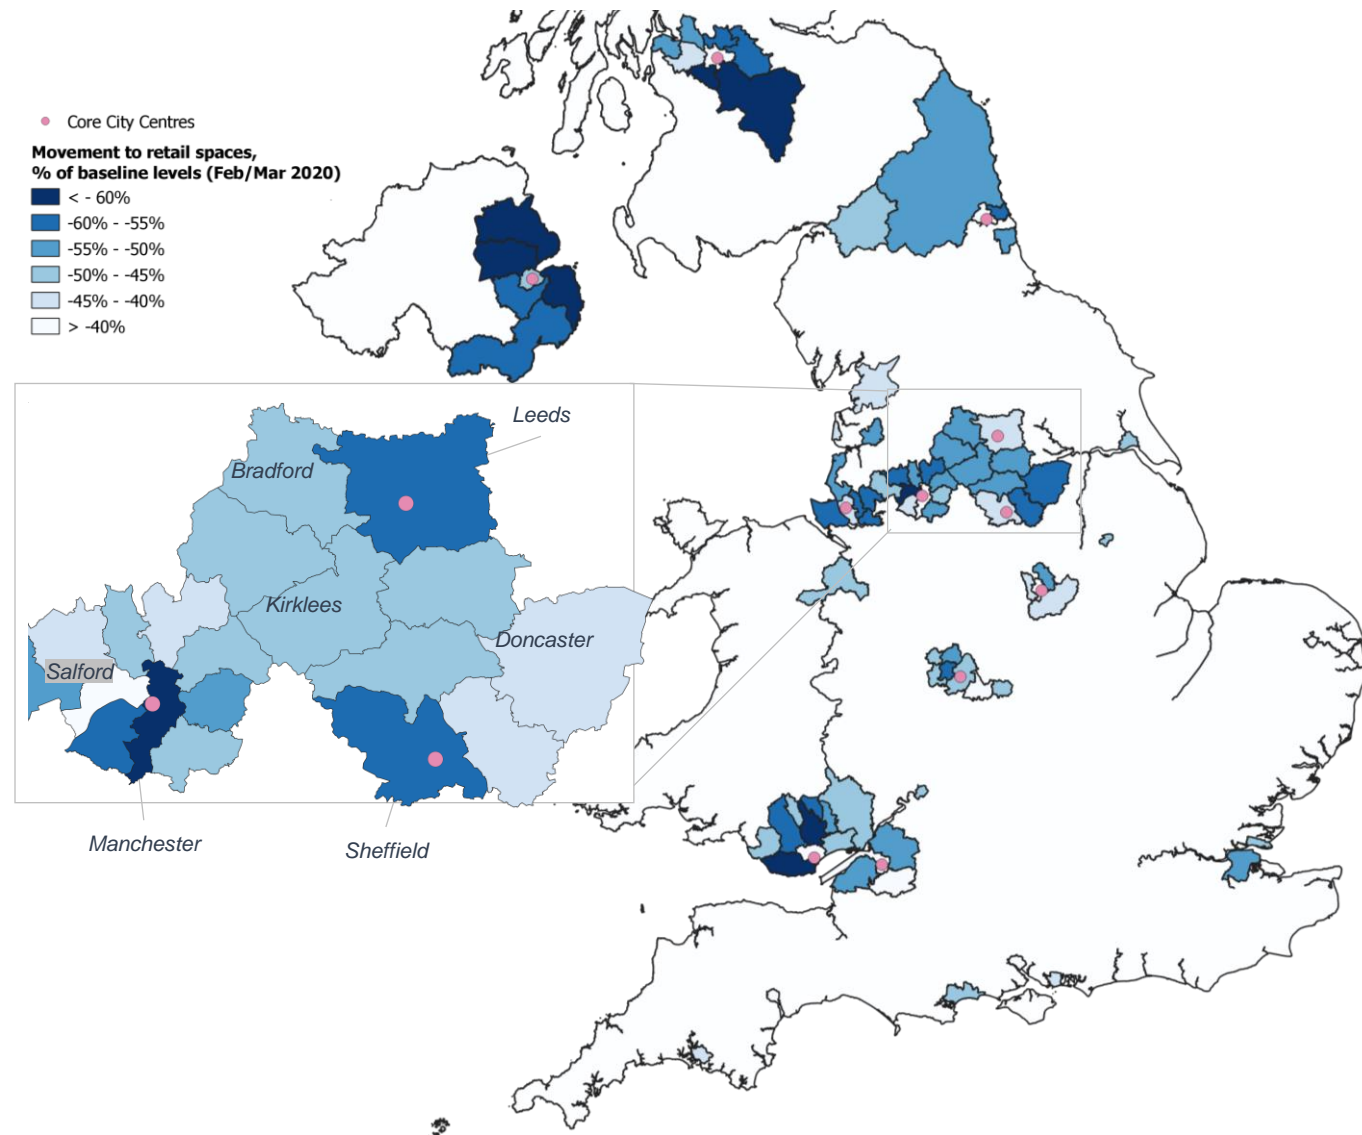 Core City Centres
Movement to retail spaces,
% of baseline levels (Feb/Mar 2020)
< - 60%
-60% - -55%
-55% - -50%
-50% - -45%
-45% - -40%
> -40%
Leeds
Bradford
Kirklees
Doncaster
Salford
Manchester
Sheffield